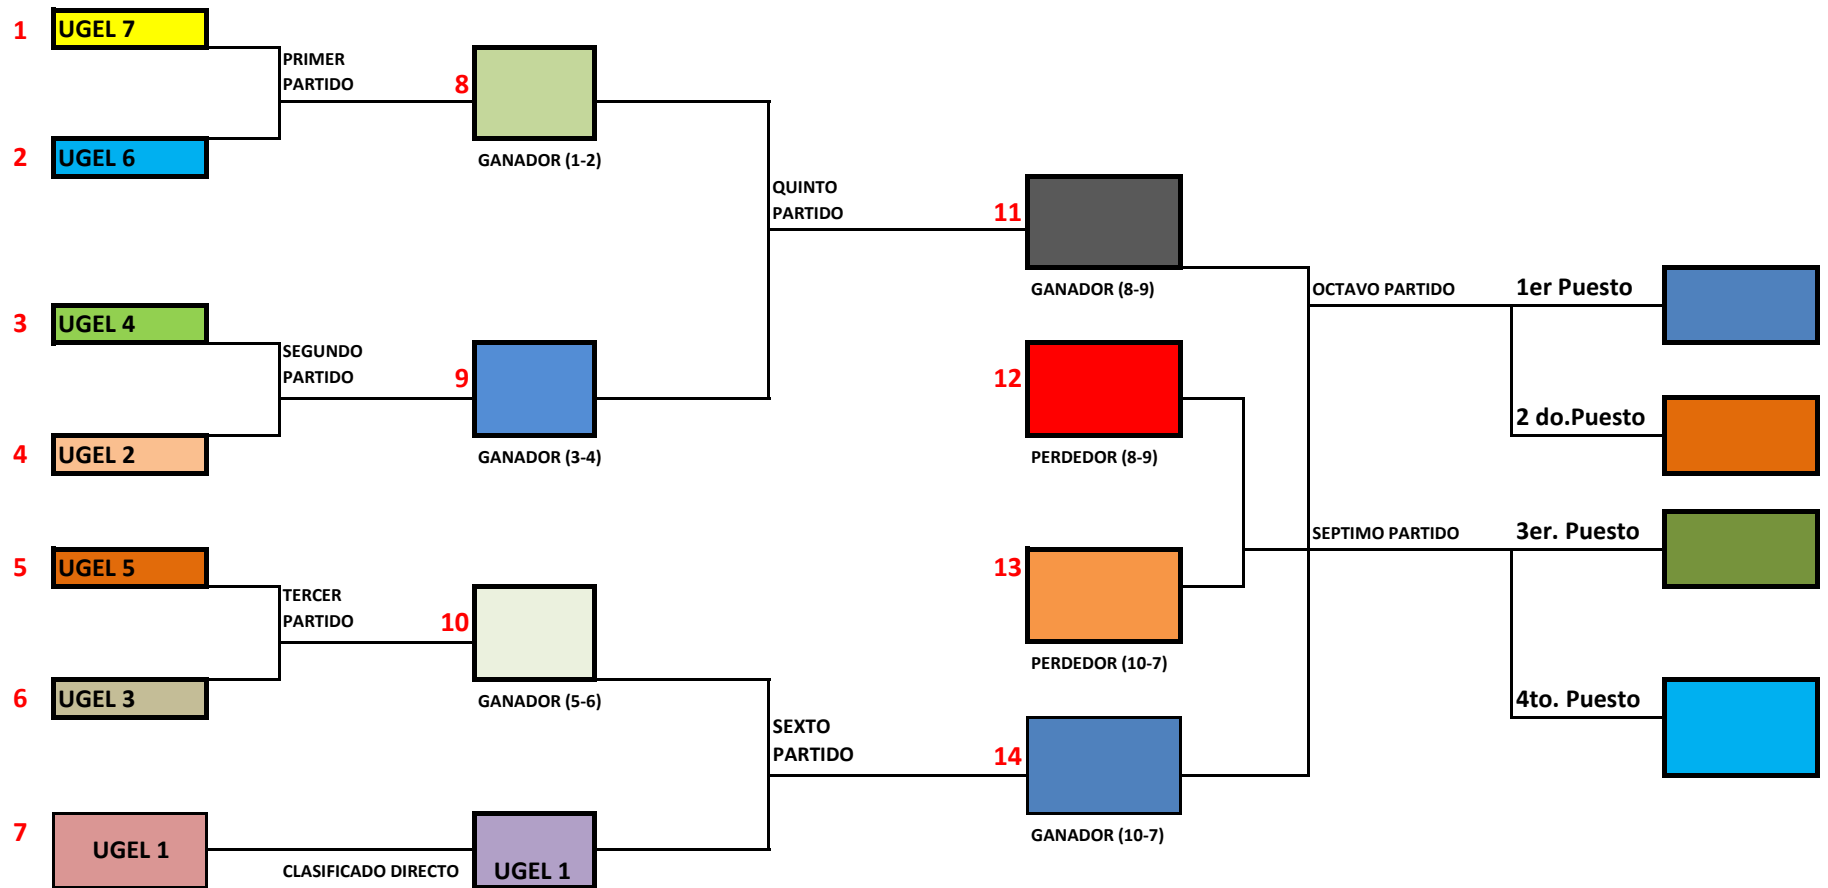 1
UGEL 7
PRIMER
PARTIDO
8
2
UGEL 6
GANADOR (1-2)
QUINTO
PARTIDO
11
3
UGEL 4
SEGUNDO
PARTIDO
9
4
UGEL 2
GANADOR (3-4)
GANADOR (8-9)
OCTAVO PARTIDO
1er Puesto
12
2 do.Puesto
PERDEDOR (8-9)
5
UGEL 5
TERCER
PARTIDO
10
13
SEPTIMO PARTIDO
3er. Puesto
6
UGEL 3
GANADOR (5-6)
PERDEDOR (10-7)
4to. Puesto
SEXTO
PARTIDO
14
7
UGEL 1
CLASIFICADO DIRECTO
UGEL 1
GANADOR (10-7)